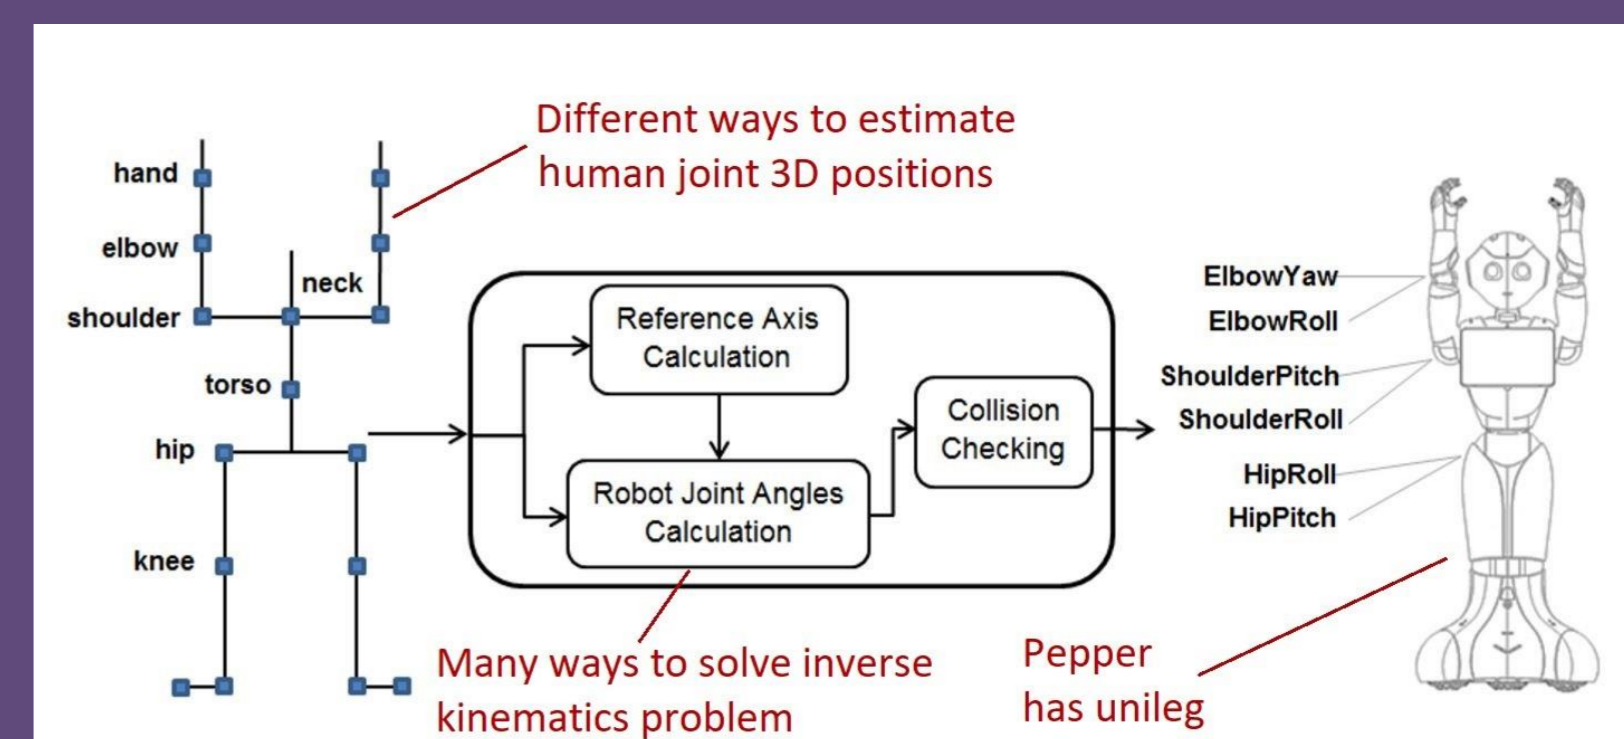 Different ways to estimate
human joint 3D positions
hand
elbow
neck
shoulder
torso
hip
knee
Reference Axis
Calculation
Robot Joint Angles
Calculation
Collision
Checking
ElbowYaw
ElbowRoll
ShoulderPitch
ShoulderRoll
HipRoll
HipPitch
Many ways to solve inverse
kinematics problem
Pepper
has unileg